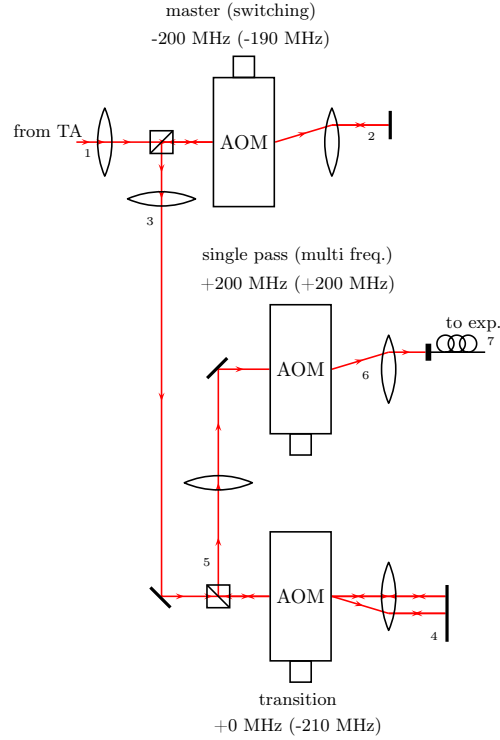 master (switching)
-200 MHz (-190 MHz)
from TA
1
AOM
2
3
single pass (multi freq.)
+200 MHz (+200 MHz)
to exp.
7
AOM
6
5
AOM
4
transition
+0 MHz (-210 MHz)